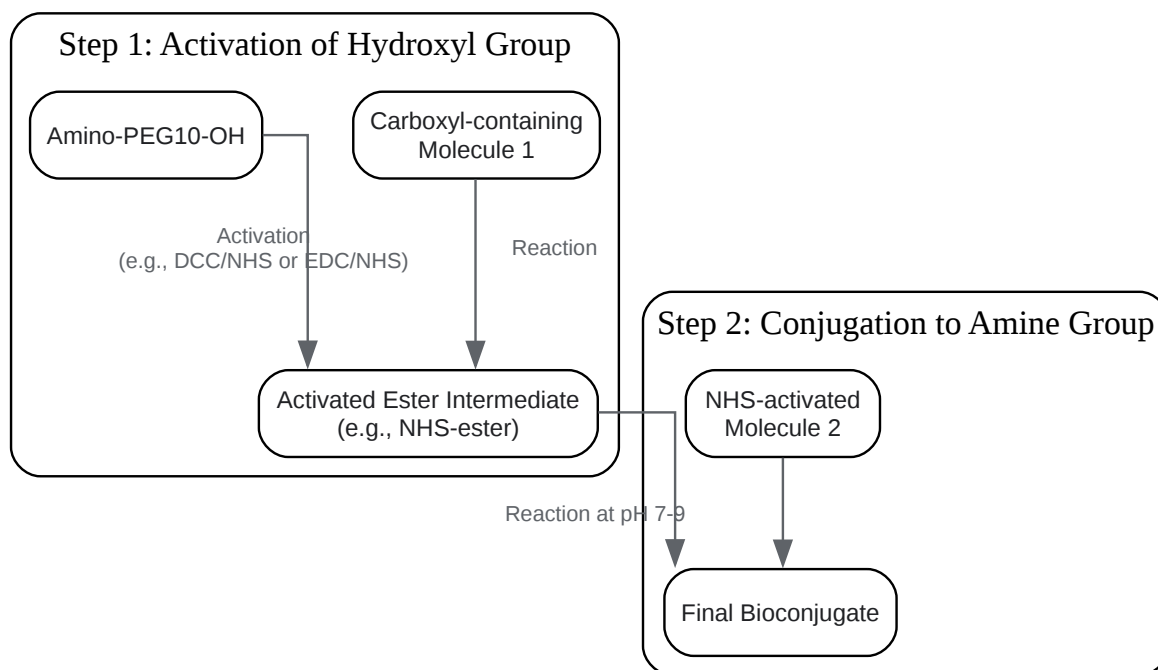 Step 1: Activation of Hydroxyl Group
Amino-PEG10-OH
Carboxyl-containing
Molecule 1
Activation
(e.g., DCC/NHS or EDC/NHS)
Reaction
Activated Ester Intermediate
(e.g., NHS-ester)
Step 2: Conjugation to Amine Group
NHS-activated
Molecule 2
Reaction at pH 7-9
Final Bioconjugate